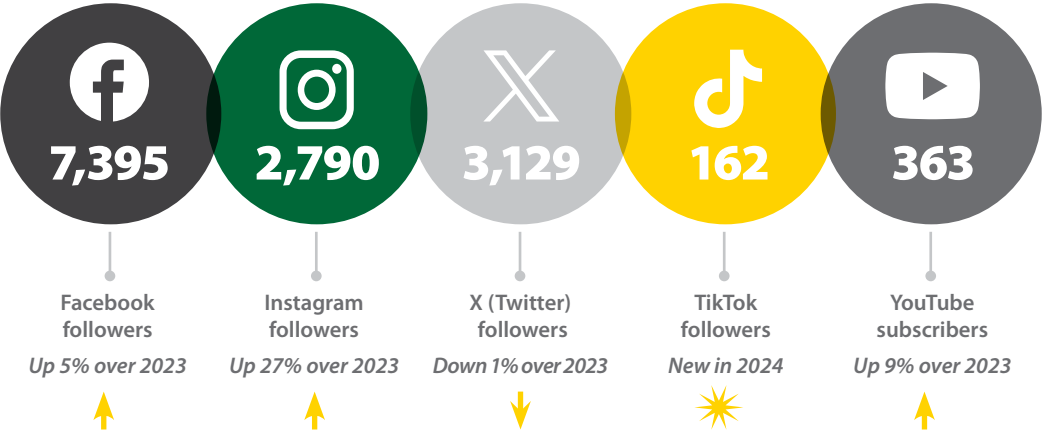 7,395
2,790
3,129
162
363
Facebook
followers
Up 5% over 2023
Instagram
followers
Up 27% over 2023
X (Twitter)
followers
Down 1% over 2023
TikTok
followers
New in 2024
YouTube
subscribers
Up 9% over 2023